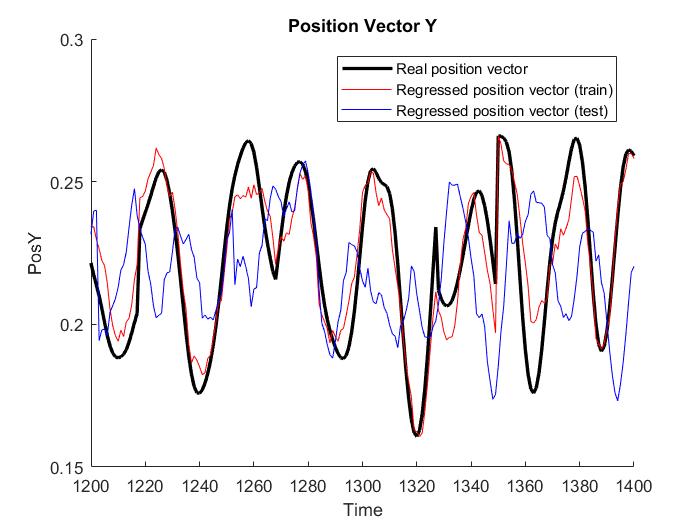 Position Vector Y
Real position vector
Regressed position vector (train)
Regressed position vector (test)
0.3
0.25
0.2
0.15
PosY
1200 1220 1240 1260 1280 1300 1320 1340 1360 1380 1400
Time